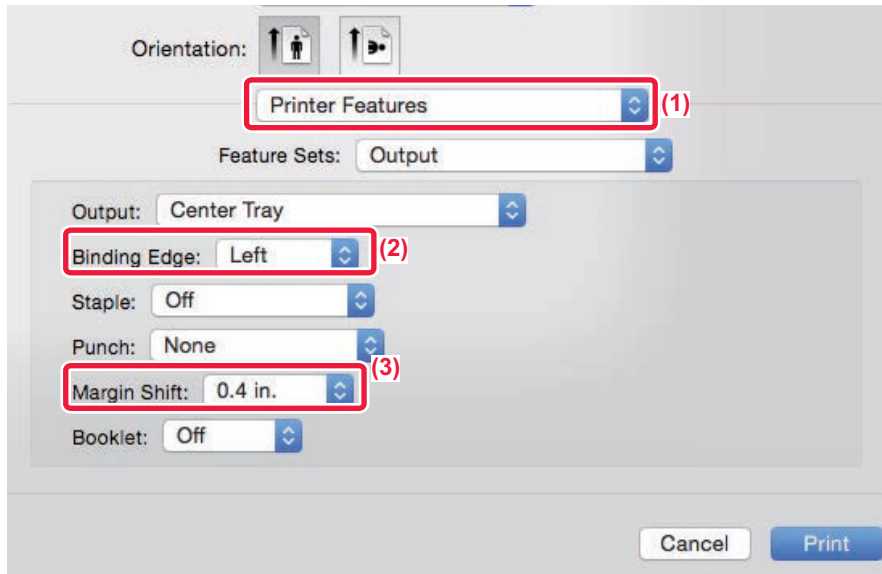 Orientation:
Printer Features (1)
Feature Sets: Output
Output: Center Tray
Binding Edge: Left (2)
Staple: Off
Punch: None
(3)
Margin Shift: 0.4 in.
Booklet: Off
Cancel Print